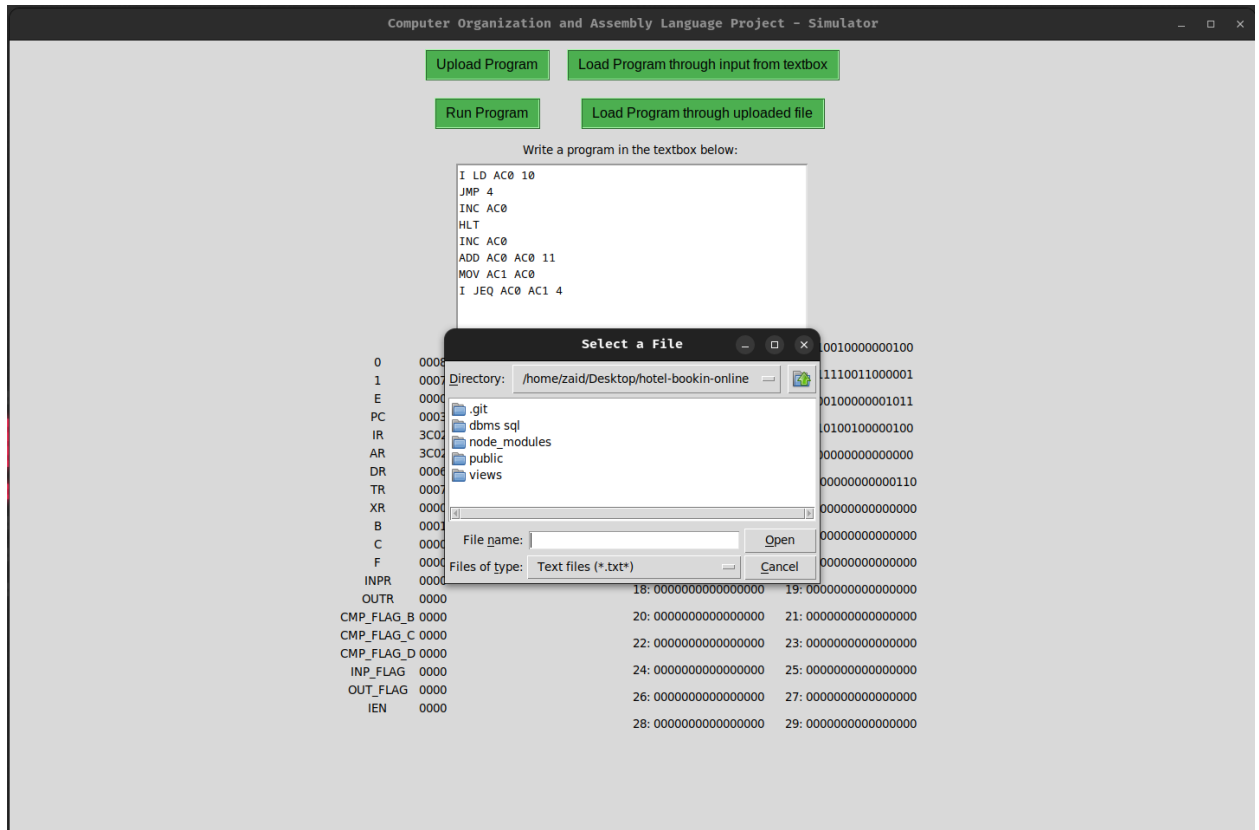 Computer Organization and Assembly Language Project - Simulator
Upload Program Load Program through input from textbox
Run Program Load Program through uploaded file
Write a program in the textbox below:
I LD AC0 10
JMP 4
INC AC0
HLT
INC AC0
ADD AC0 AC0 11
MOV AC1 AC0
I JEQ AC0 AC1 4
Select a File
Directory: /home/zaid/Desktop/hotel-bookin-online
.git
dbms sql
node_modules
public
views
File name: Open
Files of type: Text files (*.txt*) Cancel
0
1
E
PC
IR
AR
DR
TR
XR
B
C
F
INPR
OUTR 0000
CMP_FLAG_B 0000
CMP_FLAG_C 0000
CMP_FLAG_D 0000
INP_FLAG 0000
OUT_FLAG 0000
IEN 0000
18: 0000000000000000 19: 0000000000000000
20: 0000000000000000 21: 0000000000000000
22: 0000000000000000 23: 0000000000000000
24: 0000000000000000 25: 0000000000000000
26: 0000000000000000 27: 0000000000000000
28: 0000000000000000 29: 0000000000000000